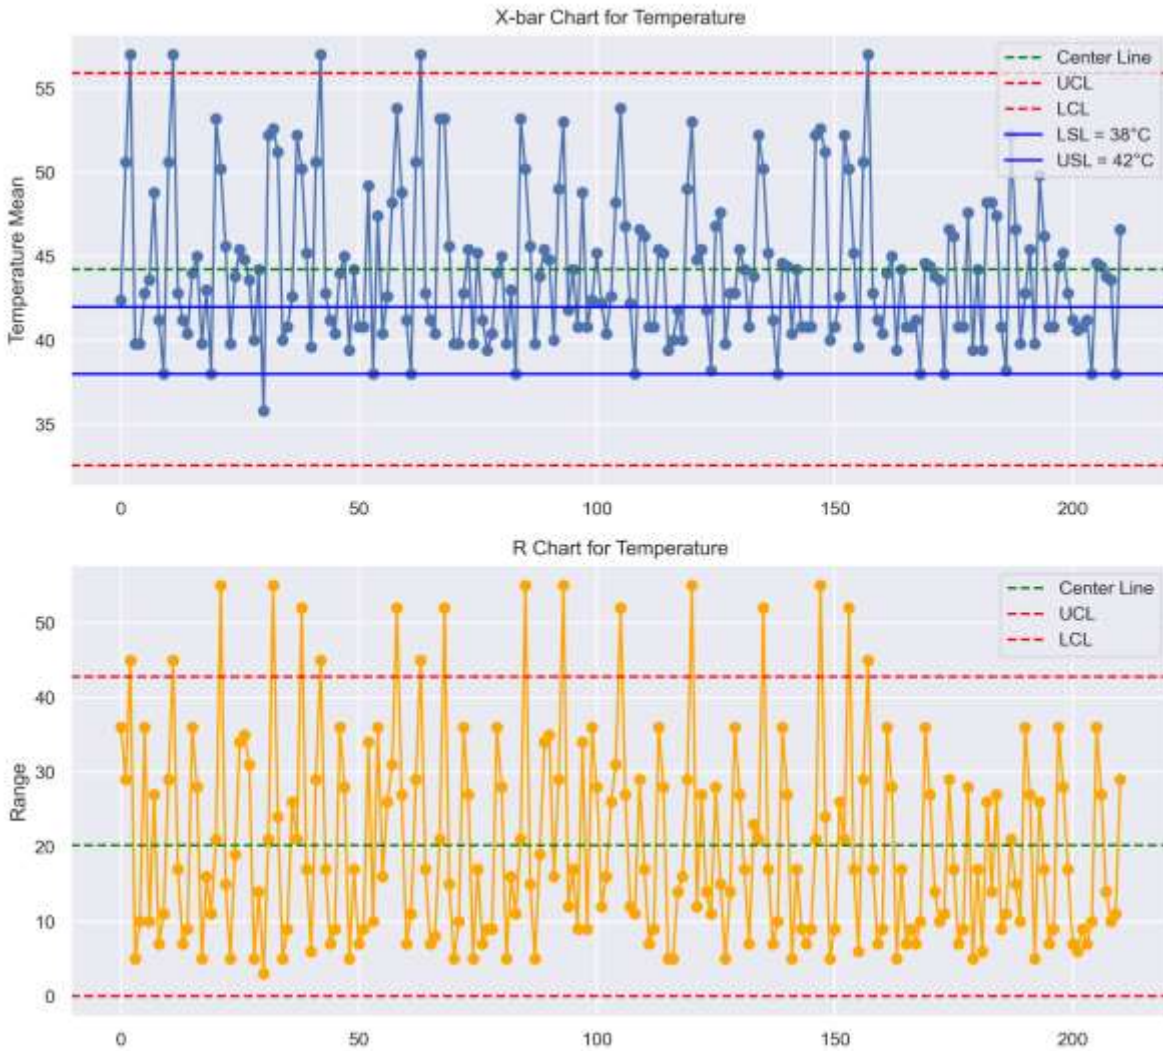 X-bar Chart for Temperature
Temperature Mean
55
50
45
40
35
Center Line
UCL
LCL
LSL = 38°C
USL = 42°C
0
50
100
150
200
R Chart for Temperature
Range
50
40
30
20
10
0
Center Line
UCL
LCL
0
50
100
150
200